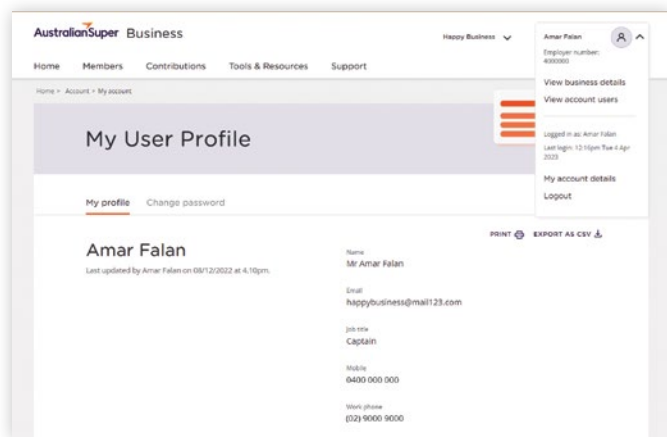 AustralianSuper Business
Happy Business
Amar Falan
Employer number:
4000000
View business details
View account users
Logged in as: Amar Falan
Last login: 12:10pm Tue 4 Apr
2023
My account details
Logout
Home Members Contributions Tools & Resources Support
Home > Account > My account
My User Profile
My profile Change password
PRINT EXPORT AS CSV
Amar Falan
Last updated by Amar Falan on 08/12/2022 at 4.10pm.
Name
Mr Amar Falan
Email
happybusiness@mail123.com
Job title
Captain
Mobile
0400 000 000
Work phone
(02) 9000 9000